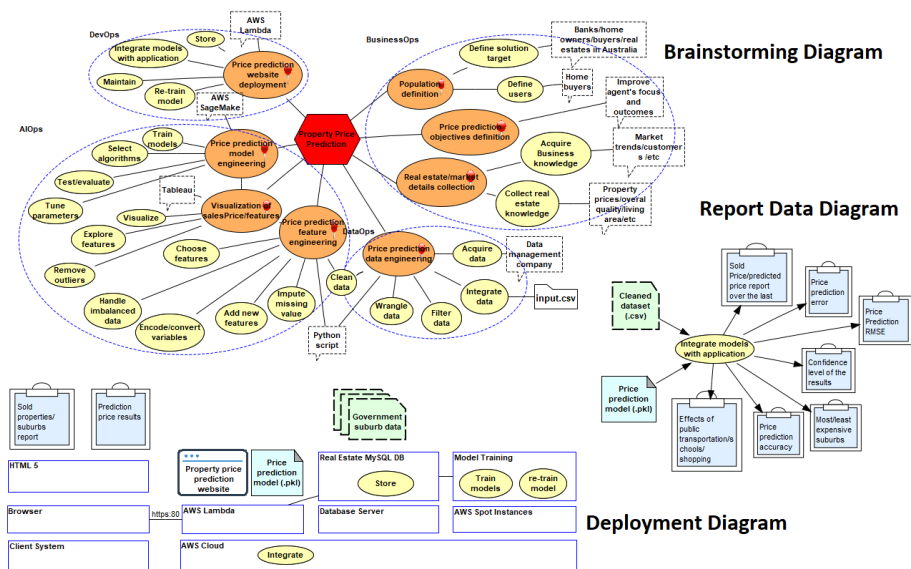 AWS
Lambda
DevOps
Store
Integrate models
with application
Price prediction
website
deployment
Maintain
Re-train
model
BusinessOps
Banks/home
owners/buyers/real
estates in Australia
Define solution
target
Population
definition
Define
users
Home
buyers
Brainstorming Diagram
AWS
SageMake
AIOps
Train
models
Select
algorithms
Price prediction
model
engineering
Test/evaluate
Tune
parameters
Property Price
Prediction
Price prediction
objectives definition
Improve
agent's focus
and
outcomes
Acquire
Business
knowledge
Market
trends/customer
s /etc
Real estate/market
details collection
Collect real
estate
knowledge
Property
prices/overal
quality/living
area/etc
Tableau
Visualization
salesPrice/features
Visualize
Explore
features
Remove
outliers
Price prediction
feature
engineering
Choose
features
Handle
imbalanced
data
Encode/convert
variables
Add new
features
Impute
missing
value
DataOps
Price prediction
data engineering
Clean
data
Acquire
data
Data
management
company
Integrate
data
input.csv
Wrangle
data
Filter
data
Python
script
Report Data Diagram
Sold
Price/predicted
price report
over the last
Price
prediction
error
Cleaned
dataset
(.csv)
Price
Prediction
RMSE
Integrate models
with application
Confidence
level of the
results
Price
prediction
model (.pkl)
Effects of
public
transportation/s
chools/
shopping
Price
prediction
accuracy
Most/least
expensive
suburbs
Sold
properties/
suburbs
report
Prediction
price results
Government
suburb data
HTML 5
Property price
prediction
website
Price
prediction
model (.pkl)
Real Estate MySQL DB
Store
Model Training
Train
models
re-train
model
Browser
https:80
AWS Lambda
Database Server
AWS Spot Instances
Deployment Diagram
Client System
AWS Cloud
Integrate